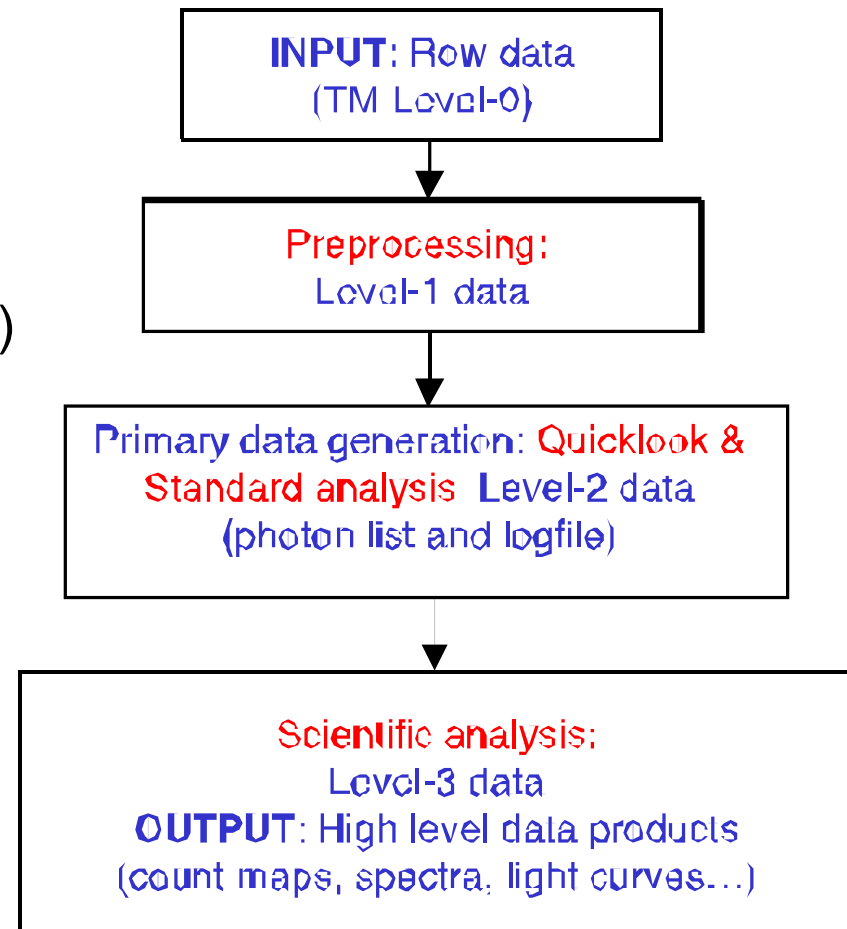 INPUT: Row data
(TM Level-0)
Preprocessing:
Level-1 data
)
Primary data generation: Quicklook &
Standard analysis Level-2 data
(photon list and logfile)
Scientific analysis:
Level-3 data
OUTPUT: High level data products
(count maps, spectra, light curves...)